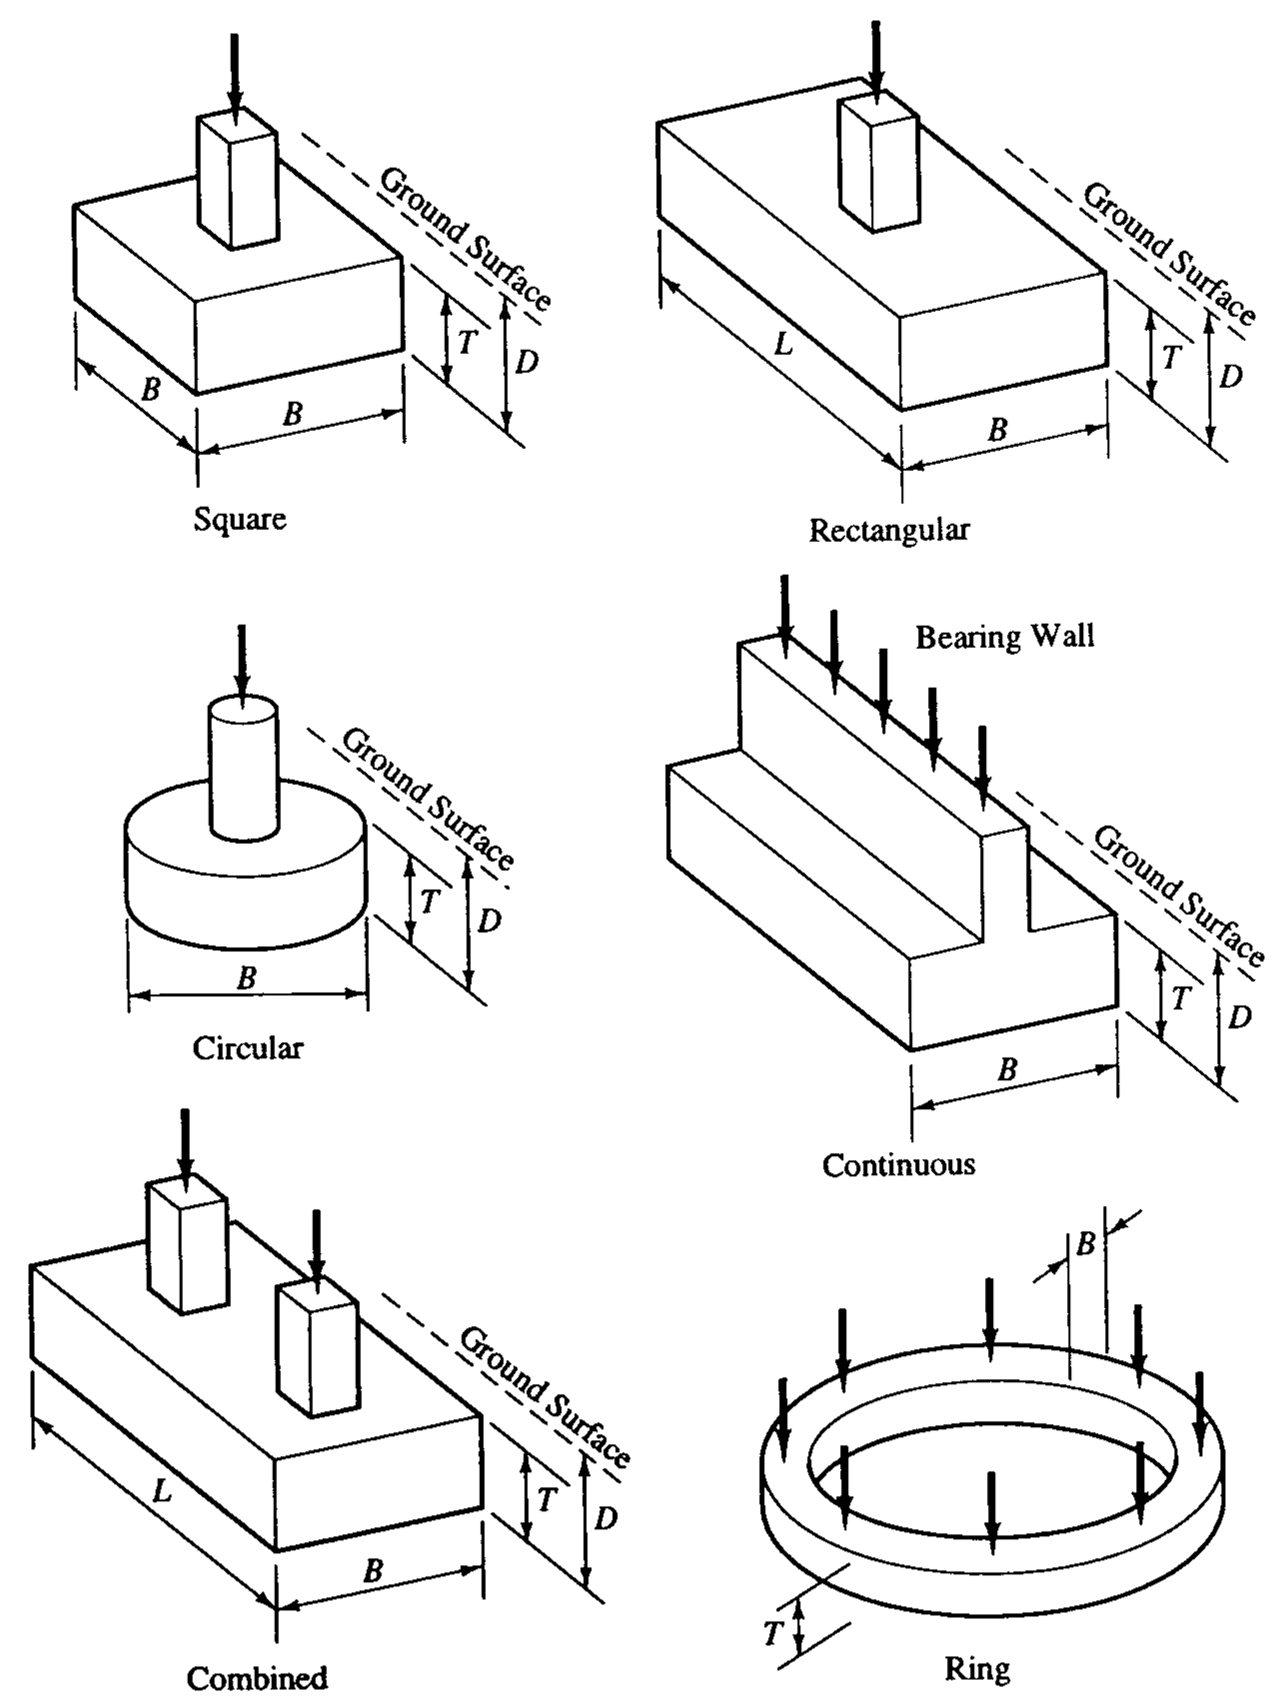 Ground Surface
T
D
B
B
Square
Ground Surface
L
T
D
B
Rectangular
Ground Surface
T
D
B
Circular
Bearing Wall
Ground Surface
T
D
B
Continuous
Ground Surface
L
T
D
B
Combined
B
T
Ring